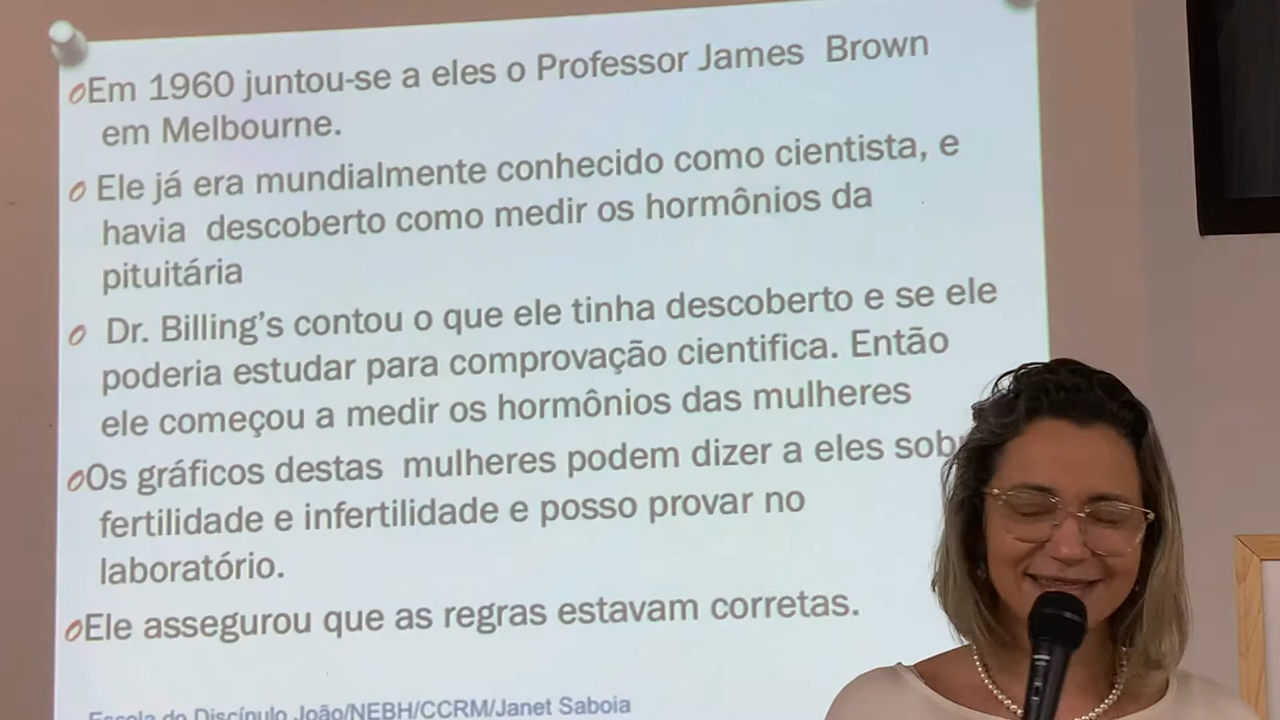 Em 1960 juntou-se a eles o Professor James Brown
em Melbourne.
Ele já era mundialmente conhecido como cientista, e
havia descoberto como medir os hormônios da
pituitária
Dr. Billing’s contou o que ele tinha descoberto e se ele
poderia estudar para comprovação cientifica. Então
ele começou a medir os hormônios das mulheres
Os gráficos destas mulheres podem dizer a eles
fertilidade e infertilidade e posso provar no
laboratório.
Ele assegurou que as regras estavam corretas.
Escola do Discípulo João/NEBH/CCRM/Janet Saboia